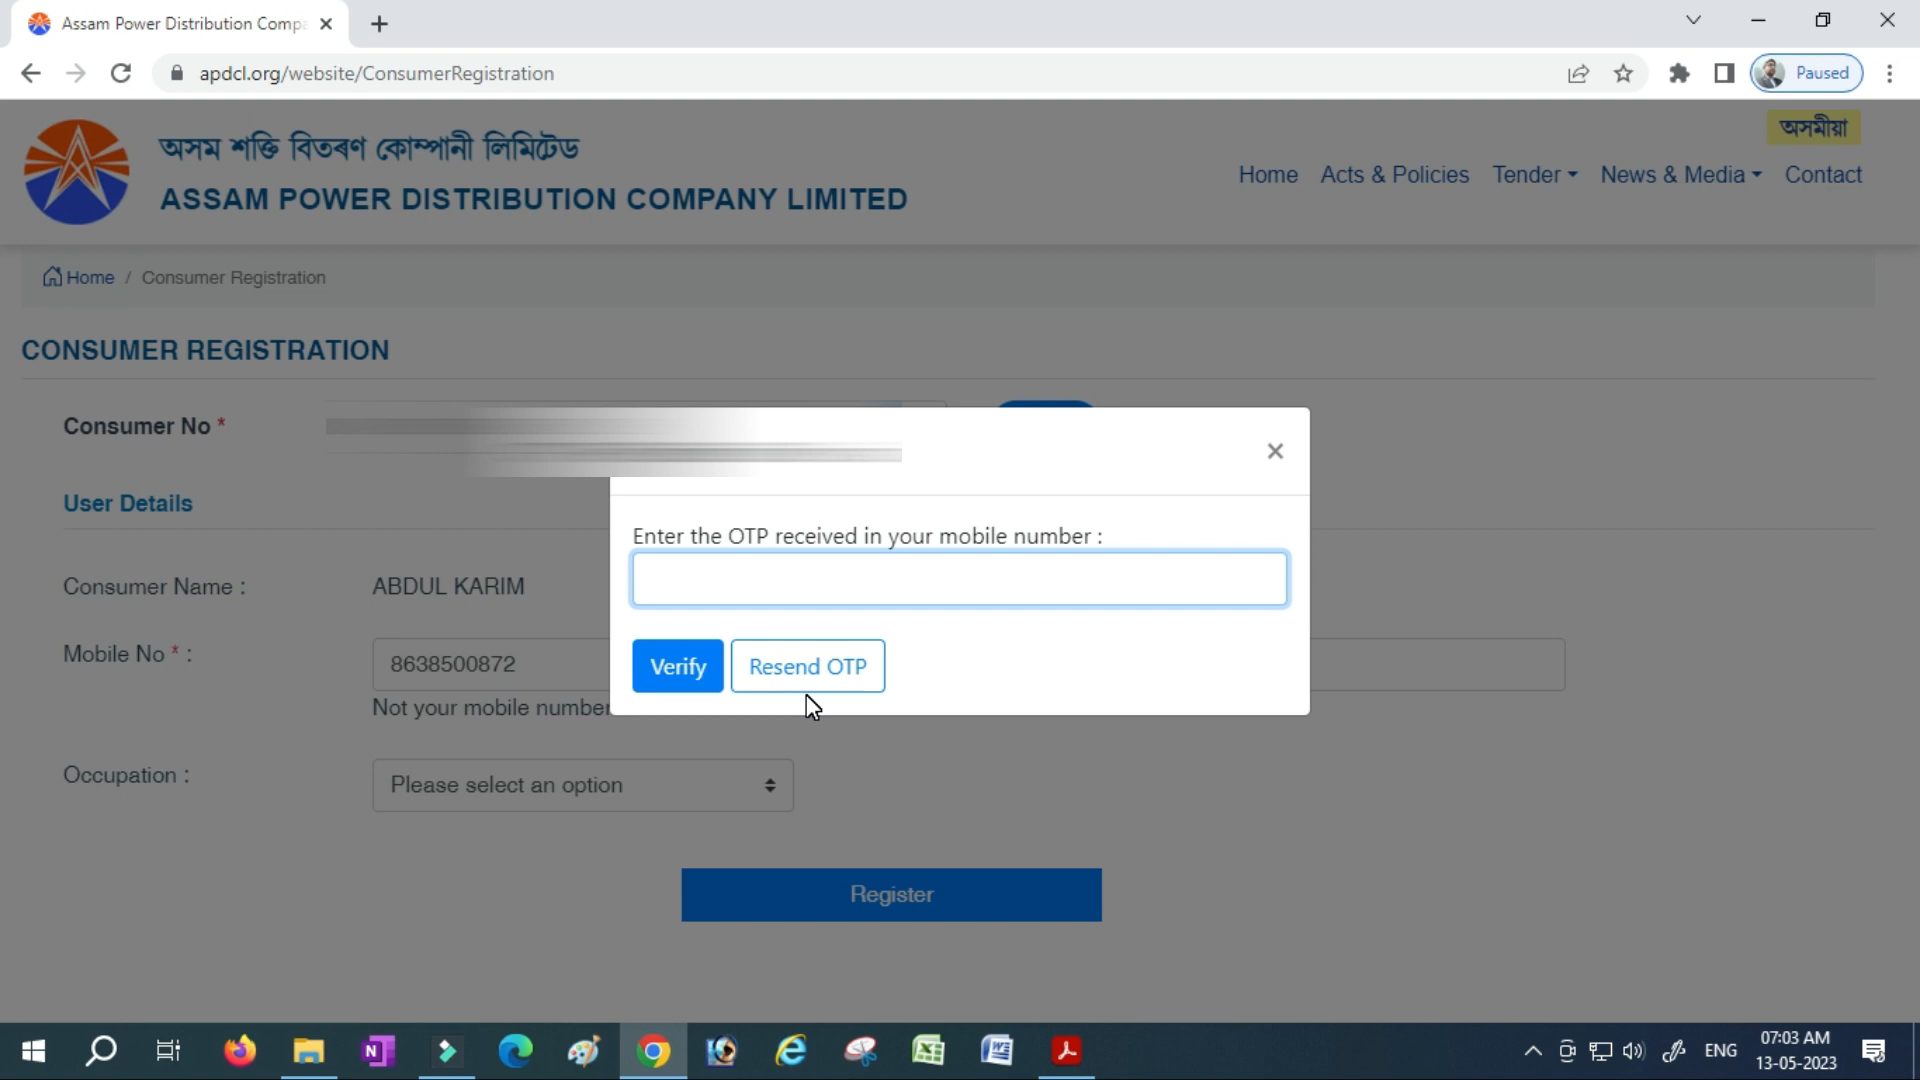 Assam Power Distribution Comp
apdcl.org/website/ConsumerRegistration
Paused
অসম শক্তি বিতৰণ কোম্পানী লিমিটেড
ASSAM POWER DISTRIBUTION COMPANY LIMITED
অসমীয়া
Home Acts & Policies Tender News & Media Contact
Home / Consumer Registration
CONSUMER REGISTRATION
Consumer No *
User Details
Enter the OTP received in your mobile number :
Consumer Name : ABDUL KARIM
Verify Resend OTP
Mobile No * : 8638500872
Not your mobile number
Occupation : Please select an option
Register
ENG
07:03 AM
13-05-2023